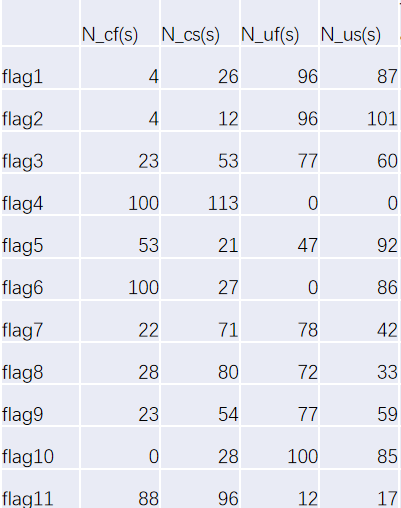 N_cf(s) N_cs(s) N_uf(s) N_us(s)
flag1 4 26 96 87
flag2 4 12 96 101
flag3 23 53 77 60
flag4 100 113 0 0
flag5 53 21 47 92
flag6 100 27 0 86
flag7 22 71 78 42
flag8 28 80 72 33
flag9 23 54 77 59
flag10 0 28 100 85
flag11 88 96 12 17